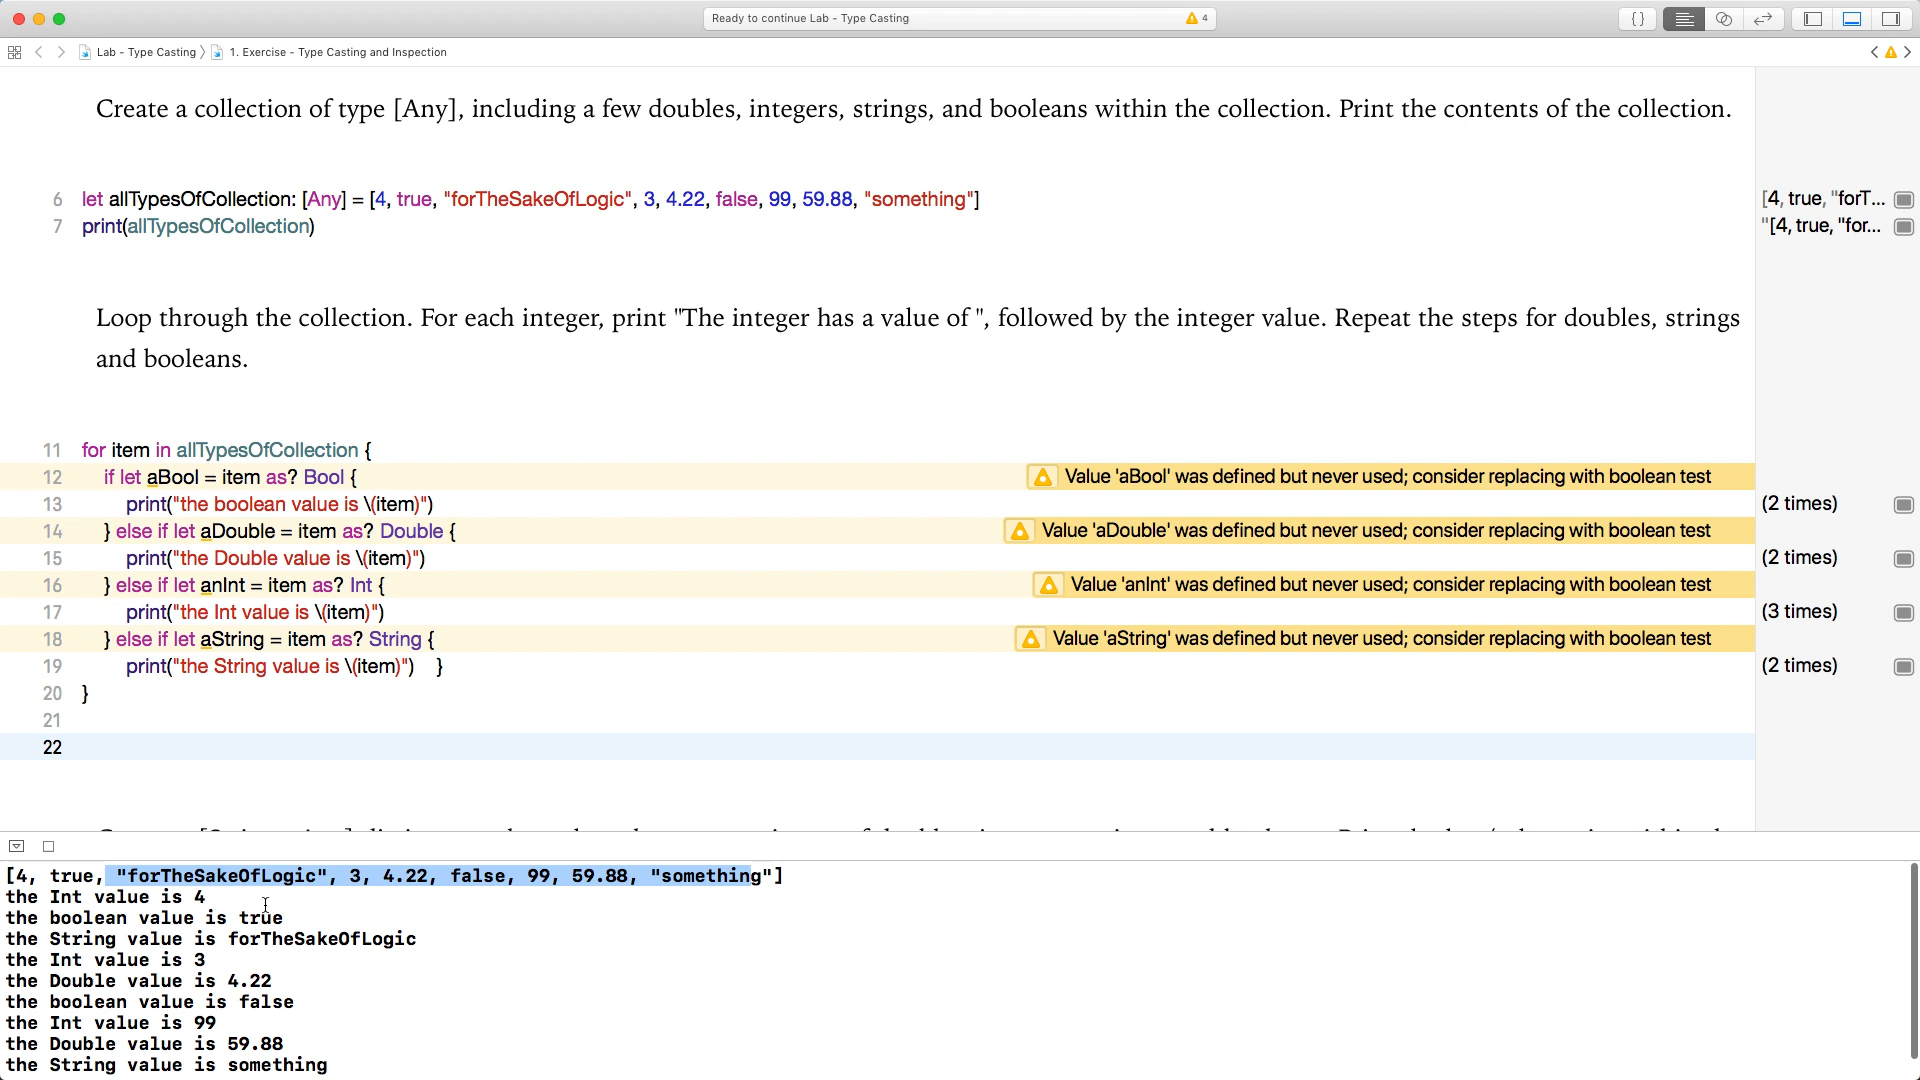 Ready to continue Lab - Type Casting
4
{}
Lab - Type Casting
1. Exercise - Type Casting and Inspection
Create a collection of type [Any], including a few doubles, integers, strings, and booleans within the collection. Print the contents of the collection.
6 let allTypesOfCollection: [Any] = [4, true, "forTheSakeOfLogic", 3, 4.22, false, 99, 59.88, "something"]
[4, true, "forT...
7 print(allTypesOfCollection)
"[4, true, "for...
Loop through the collection. For each integer, print "The integer has a value of ", followed by the integer value. Repeat the steps for doubles, strings
and booleans.
11 for item in allTypesOfCollection {
12 if let aBool = item as? Bool {
Value 'aBool' was defined but never used; consider replacing with boolean test
13 print("the boolean value is \(item)")
(2 times)
14 } else if let aDouble = item as? Double {
Value 'aDouble' was defined but never used; consider replacing with boolean test
15 print("the Double value is \(item)")
(2 times)
16 } else if let anInt = item as? Int {
Value 'anInt' was defined but never used; consider replacing with boolean test
17 print("the Int value is \(item)")
(3 times)
18 } else if let aString = item as? String {
Value 'aString' was defined but never used; consider replacing with boolean test
19 print("the String value is \(item)") }
(2 times)
20 }
21
22
[4, true, "forTheSakeOfLogic", 3, 4.22, false, 99, 59.88, "something"]
the Int value is 4
the boolean value is true
the String value is forTheSakeOfLogic
the Int value is 3
the Double value is 4.22
the boolean value is false
the Int value is 99
the Double value is 59.88
the String value is something